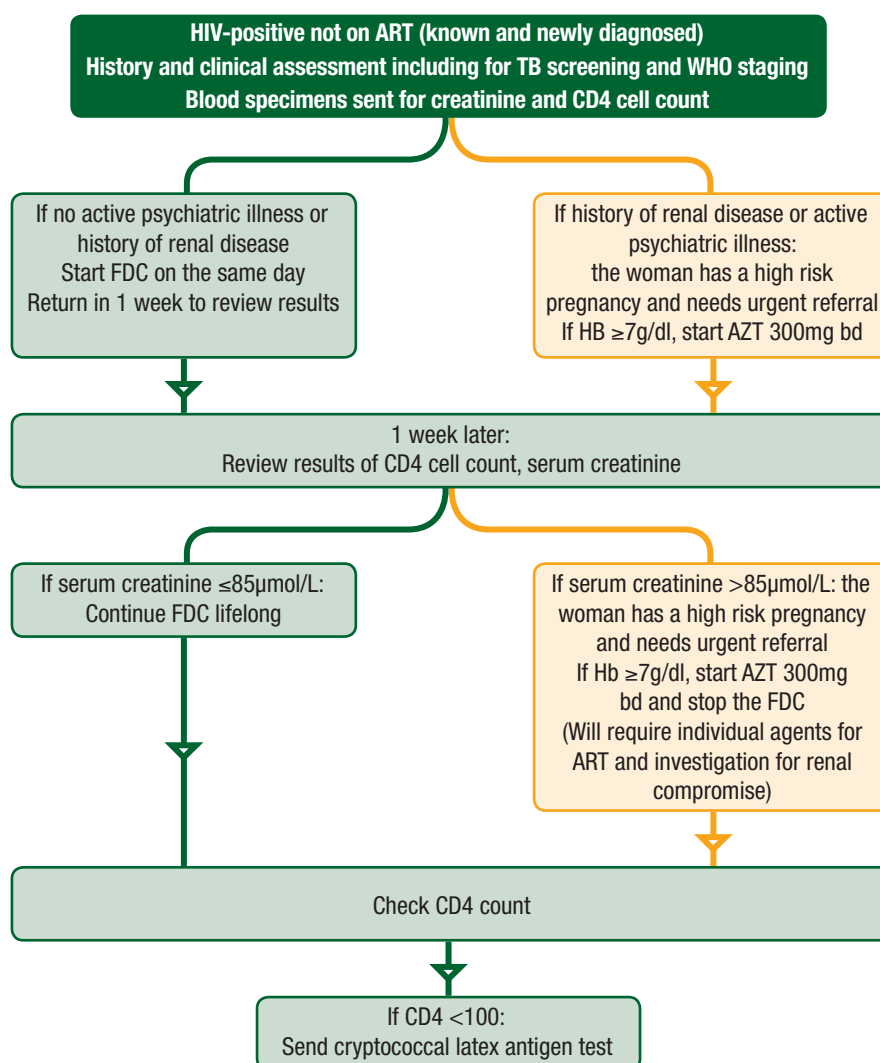 HIV-positive not on ART (known and newly diagnosed)
History and clinical assessment including for TB screening and WHO staging
Blood specimens sent for creatinine and CD4 cell count
If no active psychiatric illness or
history of renal disease
Start FDC on the same day
Return in 1 week to review results
If history of renal disease or active
psychiatric illness:
the woman has a high risk
pregnancy and needs urgent referral
If HB ≥7g/dl, start AZT 300mg bd
1 week later:
Review results of CD4 cell count, serum creatinine
If serum creatinine ≤85µmol/L:
Continue FDC lifelong
If serum creatinine >85µmol/L: the
woman has a high risk pregnancy
and needs urgent referral
If Hb ≥7g/dl, start AZT 300mg
bd and stop the FDC
(Will require individual agents for
ART and investigation for renal
compromise)
Check CD4 count
If CD4 <100:
Send cryptococcal latex antigen test